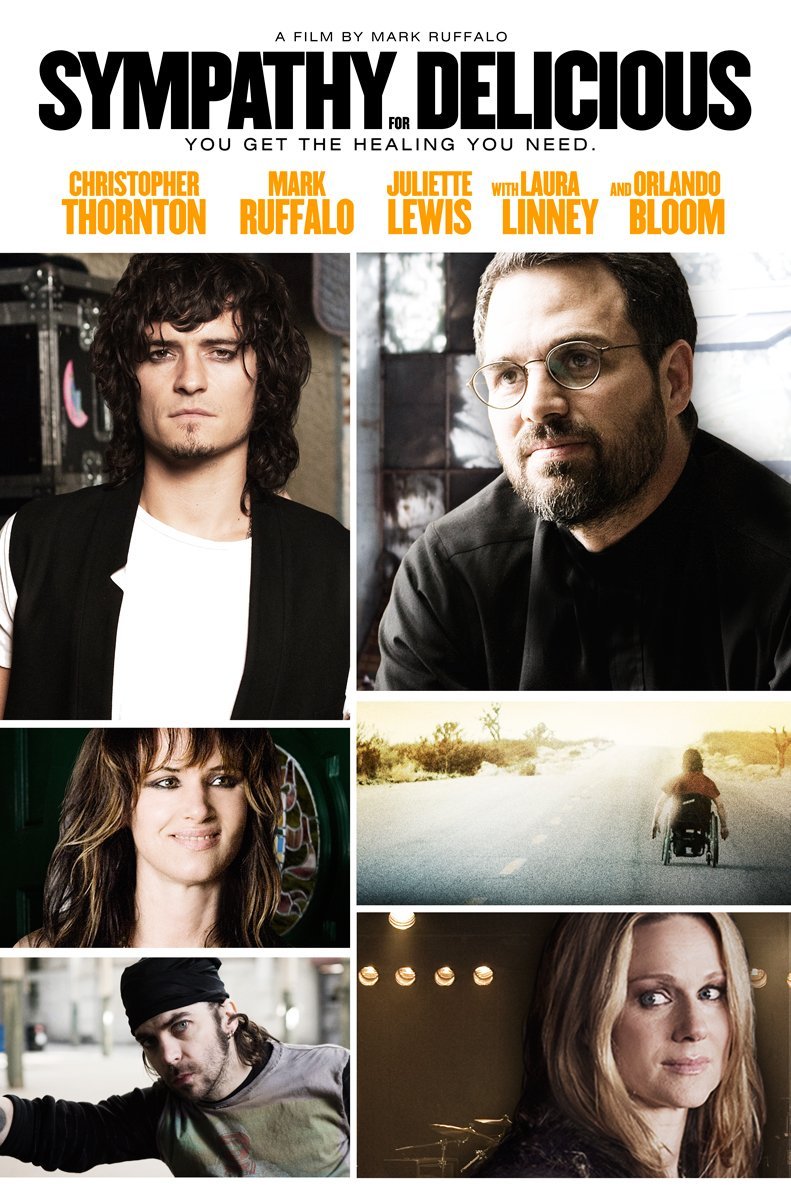 A FILM BY MARK RUFFALO
SYMPATHY FOR DELICIOUS
YOU GET THE HEALING YOU NEED.
CHRISTOPHER THORNTON
MARK RUFFALO
JULIETTE LEWIS
WITH LAURA LINNEY
AND ORLANDO BLOOM